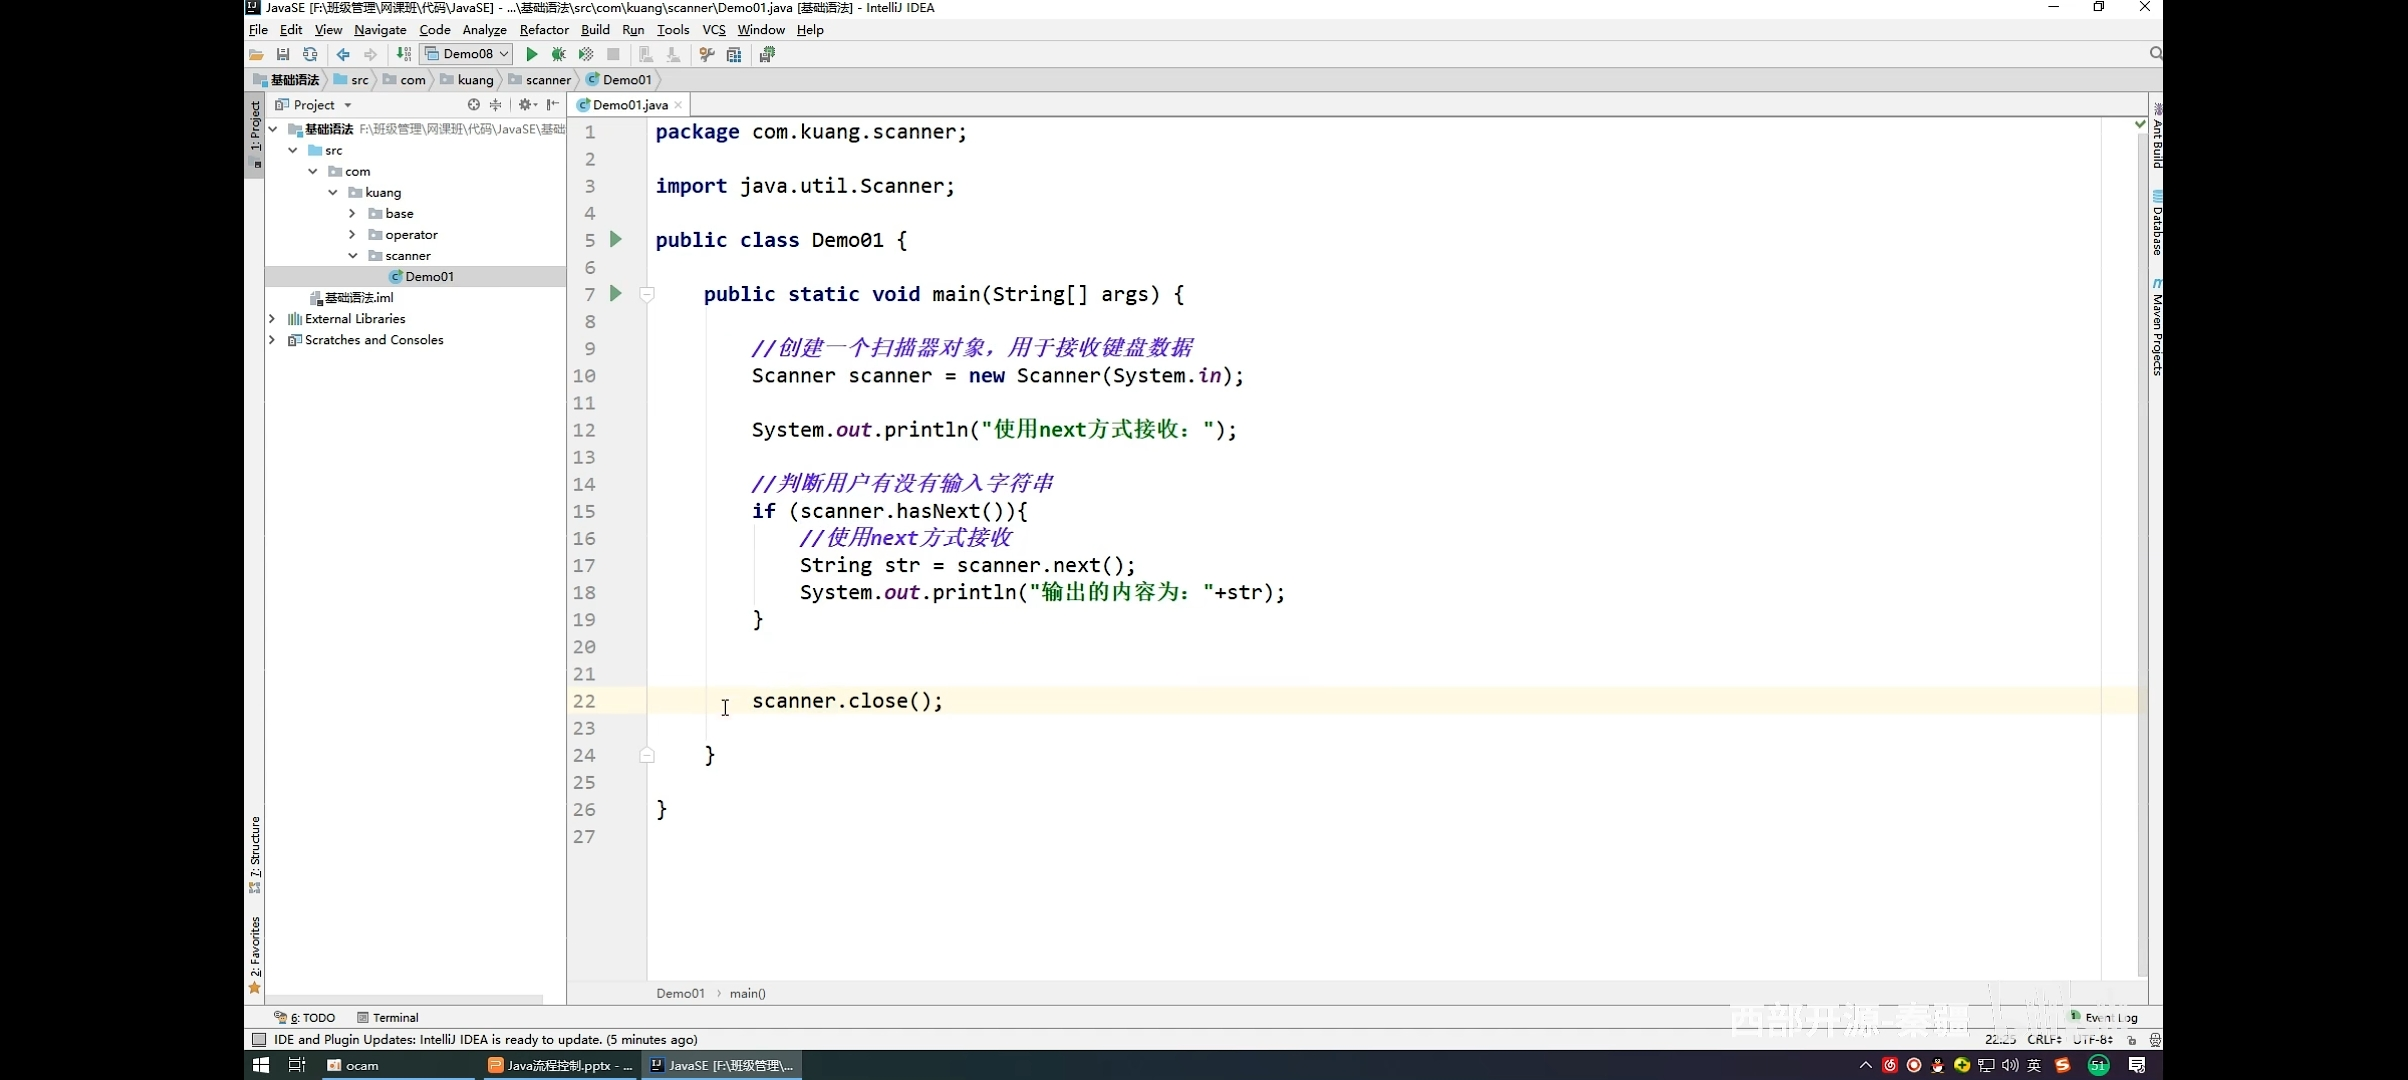 JavaSE [F:\班级管理\网课班\代码\JavaSE] - ...\基础语法\src\com\kuang\scanner\Demo01.java [基础语法] - IntelliJ IDEA
File Edit View Navigate Code Analyze Refactor Build Run Tools VCS Window Help
Demo08
基础语法 src com kuang scanner Demo01
1: Project
Project
Demo01.java
基础语法 F:\班级管理\网课班\代码\JavaSE\基础
src
com
kuang
base
operator
scanner
Demo01
基础语法.iml
External Libraries
Scratches and Consoles
7: Structure
2: Favorites
1 package com.kuang.scanner;
2
3 import java.util.Scanner;
4
5 public class Demo01 {
6
7 public static void main(String[] args) {
8
9 //创建一个扫描器对象，用于接收键盘数据
10 Scanner scanner = new Scanner(System.in);
11
12 System.out.println("使用next方式接收：");
13
14 //判断用户有没有输入字符串
15 if (scanner.hasNext()){
16 //使用next方式接收
17 String str = scanner.next();
18 System.out.println("输出的内容为："+str);
19 }
20
21
22 scanner.close();
23
24 }
25
26 }
27
Ant Build
Database
Maven Projects
Demo01 › main()
6: TODO Terminal
Event Log
西部开源-秦疆
IDE and Plugin Updates: IntelliJ IDEA is ready to update. (5 minutes ago)
22:25 CRLF UTF-8
ocam
Java流程控制.pptx - ...
JavaSE [F:\班级管理\...
英
51